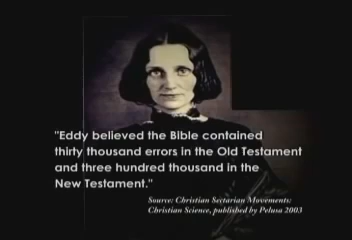 "Eddy believed the Bible contained
thirty thousand errors in the Old Testament
and three hundred thousand in the
New Testament."
Source: Christian Sectarian Movements:
Christian Science, published by Pelusa 2003